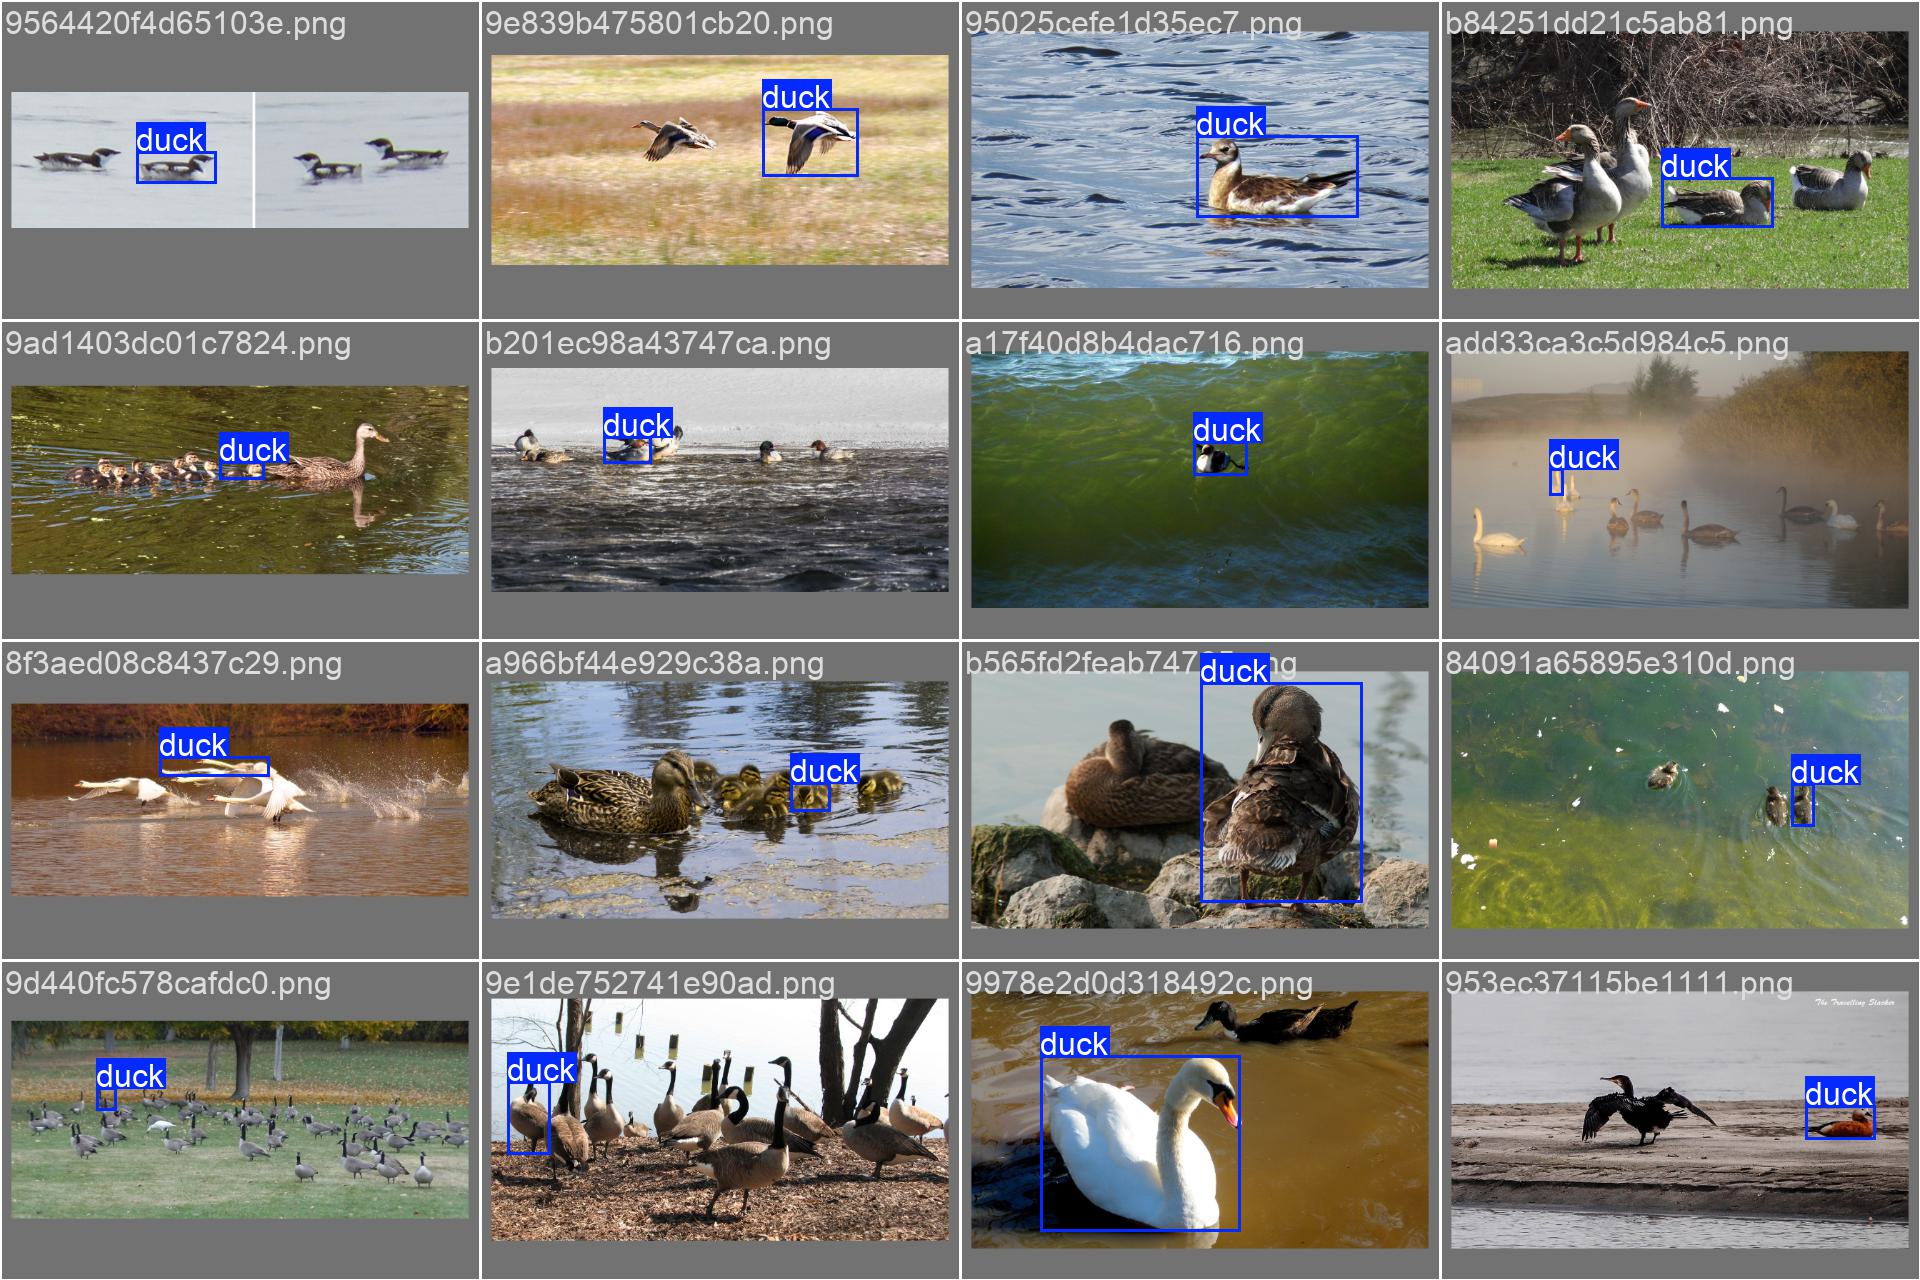 9564420f4d65103e.png
9e839b475801cb20.png
95025cefe1d35ec7.png
b84251dd21c5ab81.png
duck
duck
duck
duck
9ad1403dc01c7824.png
b201ec98a43747ca.png
a17f40d8b4dac716.png
add33ca3c5d984c5.png
duck
duck
duck
duck
8f3aed08c8437c29.png
a966bf44e929c38a.png
84091a65895e310d.png
duck
duck
duck
duck
9d440fc578cafdc0.png
9e1de752741e90ad.png
9978e2d0d318492c.png
953ec37115be1111.png
The Travelling Slacker
duck
duck
duck
duck